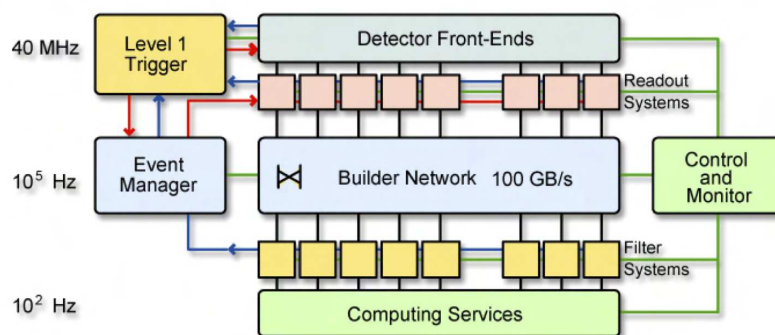 40 MHz
Level 1
Trigger
Detector Front-Ends
Readout
Systems
10⁵ Hz
Event
Manager
Builder Network 100 GB/s
Control
and
Monitor
Filter
Systems
10² Hz
Computing Services